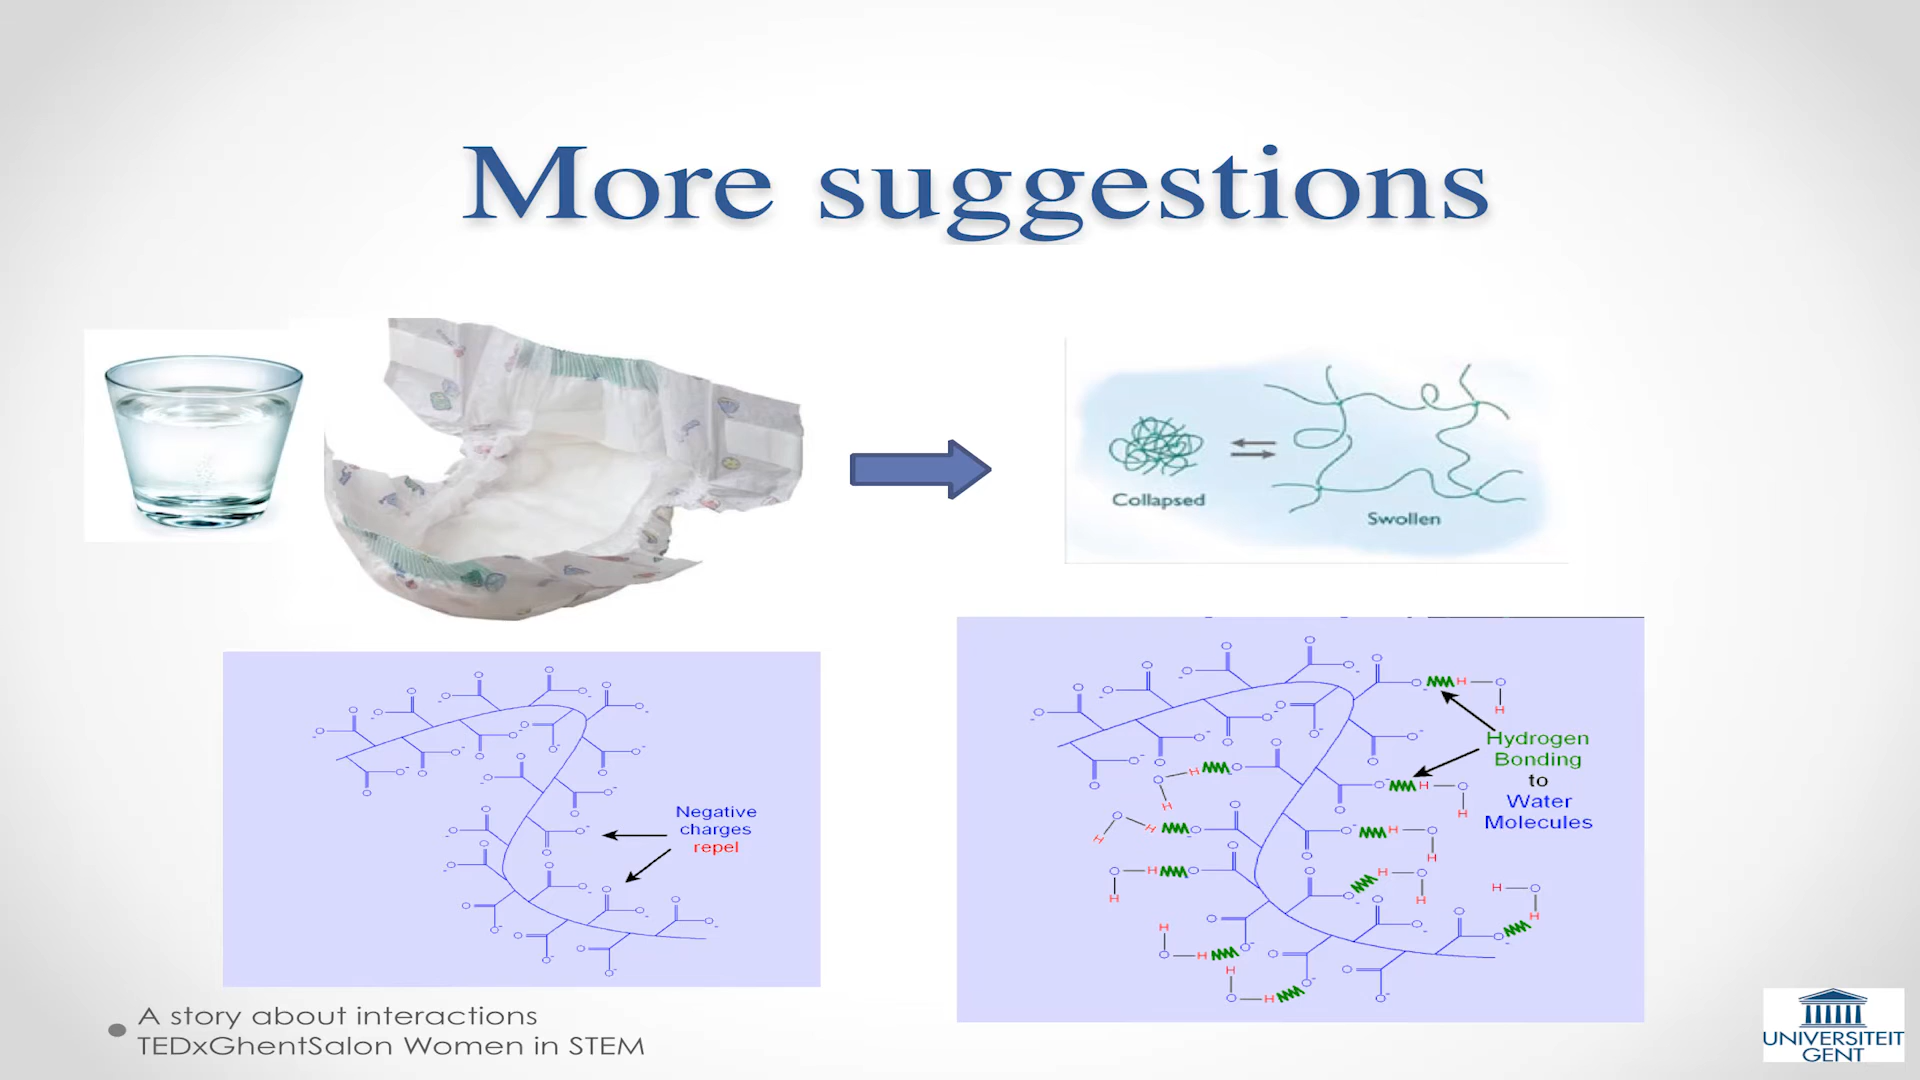 More suggestions
Collapsed
Swollen
Negative
charges
repel
Hydrogen
Bonding
to
Water
Molecules
A story about interactions
TEDxGhentSalon Women in STEM
UNIVERSITEIT
GENT